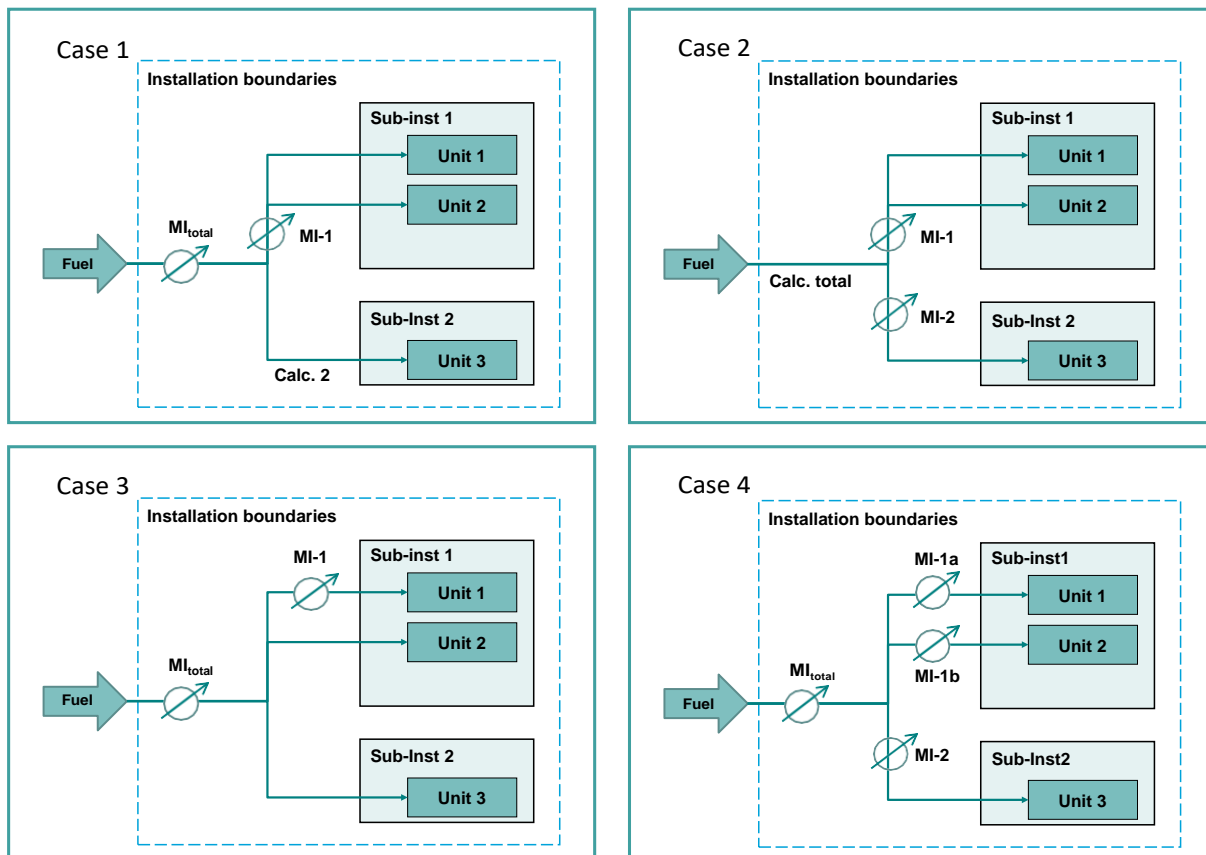 Case 1
Installation boundaries
Sub-inst 1
Unit 1
Unit 2
MI-1
MItotal
Fuel
Sub-Inst 2
Unit 3
Calc. 2
Case 2
Installation boundaries
Sub-inst 1
Unit 1
Unit 2
MI-1
Fuel
Calc. total
MI-2
Sub-Inst 2
Unit 3
Case 3
Installation boundaries
MI-1
Sub-inst 1
Unit 1
Unit 2
MItotal
Fuel
Sub-Inst 2
Unit 3
Case 4
Installation boundaries
MI-1a
Sub-inst1
Unit 1
Unit 2
MI-1b
MItotal
Fuel
MI-2
Sub-Inst2
Unit 3